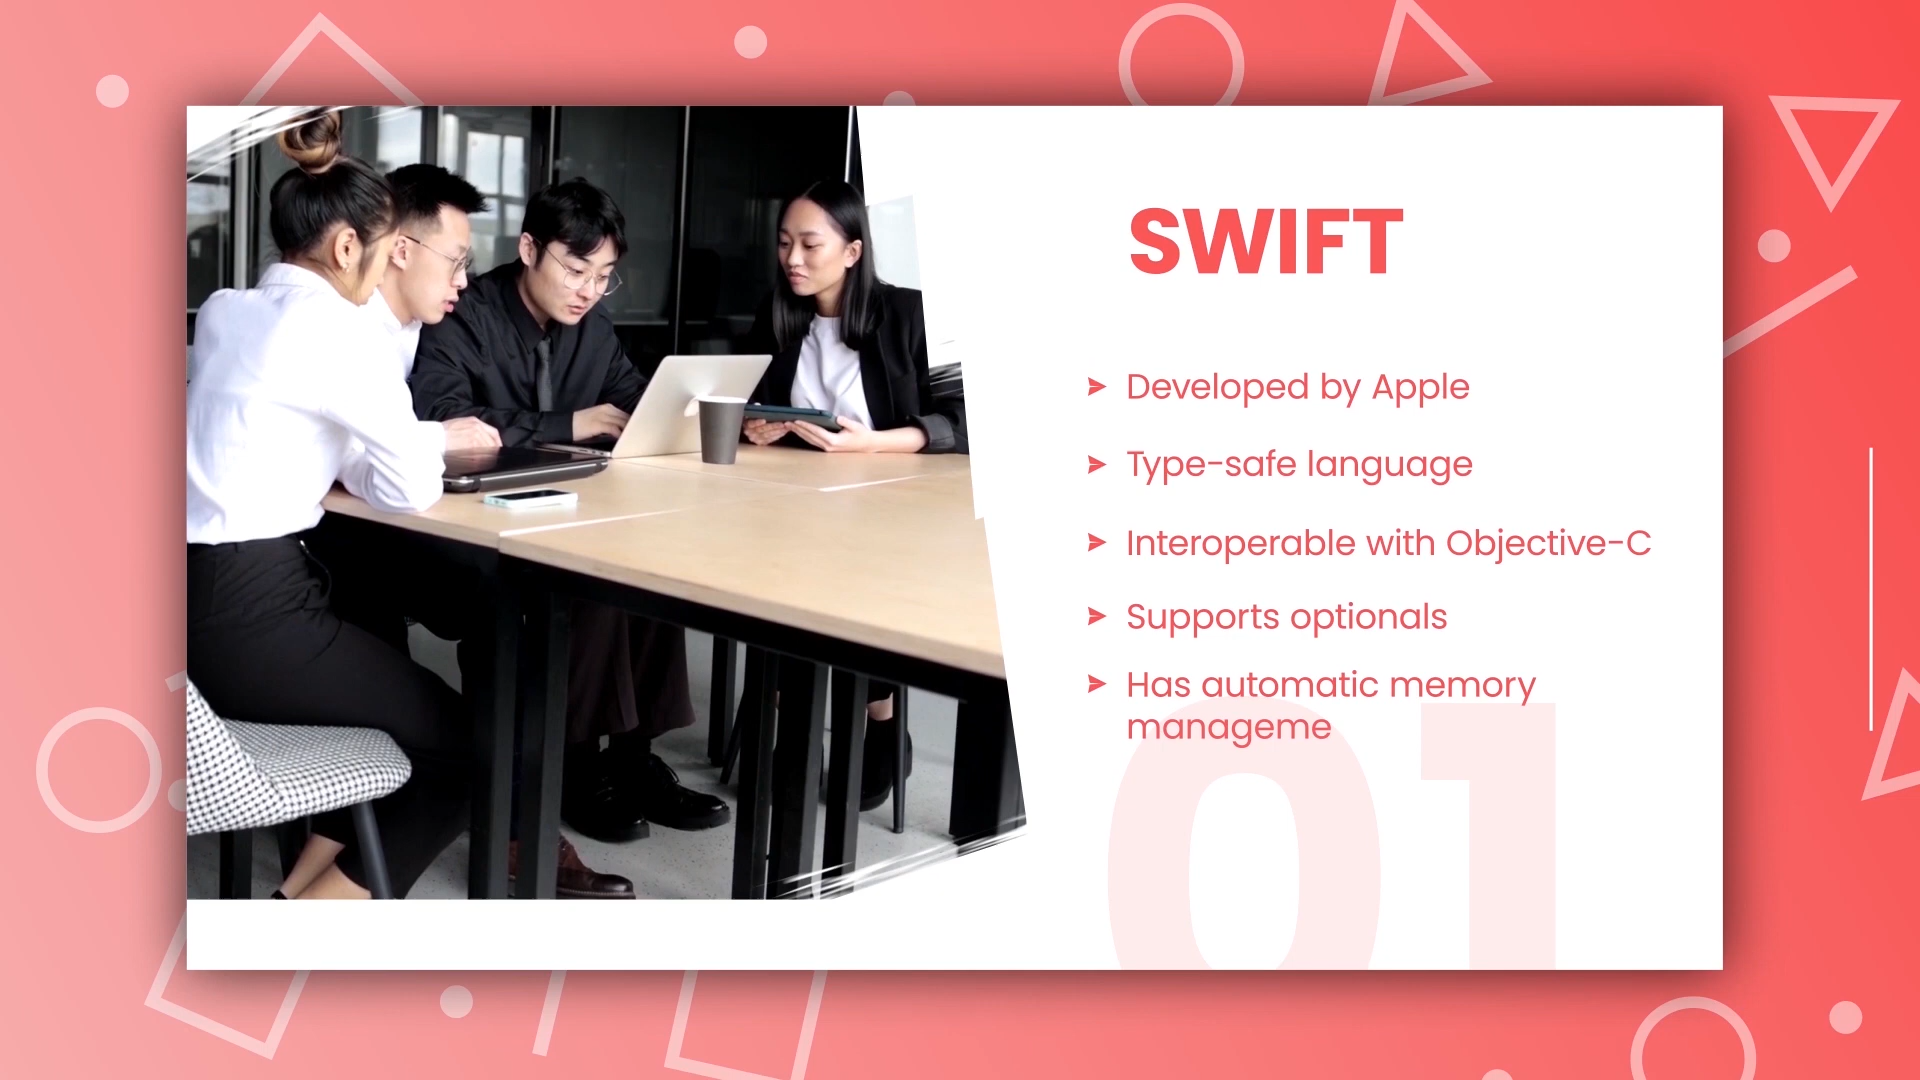 SWIFT
➤ Developed by Apple
➤ Type-safe language
➤ Interoperable with Objective-C
➤ Supports optionals
➤ Has automatic memory
manageme
01